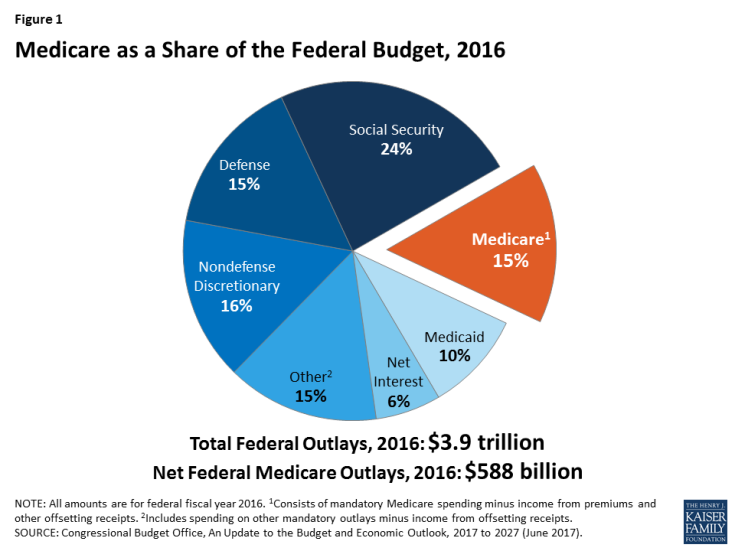 Figure 1
Medicare as a Share of the Federal Budget, 2016
Social Security
24%
Defense
15%
Medicare¹
15%
Nondefense
Discretionary
16%
Medicaid
10%
Net
Interest
6%
Other²
15%
Total Federal Outlays, 2016: $3.9 trillion
Net Federal Medicare Outlays, 2016: $588 billion
NOTE: All amounts are for federal fiscal year 2016. ¹Consists of mandatory Medicare spending minus income from premiums and
other offsetting receipts. ²Includes spending on other mandatory outlays minus income from offsetting receipts.
SOURCE: Congressional Budget Office, An Update to the Budget and Economic Outlook, 2017 to 2027 (June 2017).
THE HENRY J.
KAISER
FAMILY
FOUNDATION